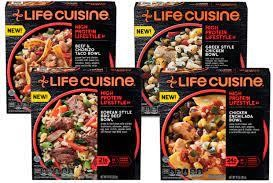 LIFE CUISINE
NEW!
HIGH
PROTEIN
LIFESTYLE
BEEF &
CHORIZO
TACO BOWL
LIFE CUISINE
NEW!
HIGH
PROTEIN
LIFESTYLE
GREEK STYLE
CHICKEN
BOWL
LIFE CUISINE
NEW!
HIGH
PROTEIN
LIFESTYLE
KOREAN STYLE
BBQ BEEF
BOWL
21g
LIFE CUISINE
NEW!
HIGH
PROTEIN
LIFESTYLE
CHICKEN
ENCHILADA
BOWL
24g